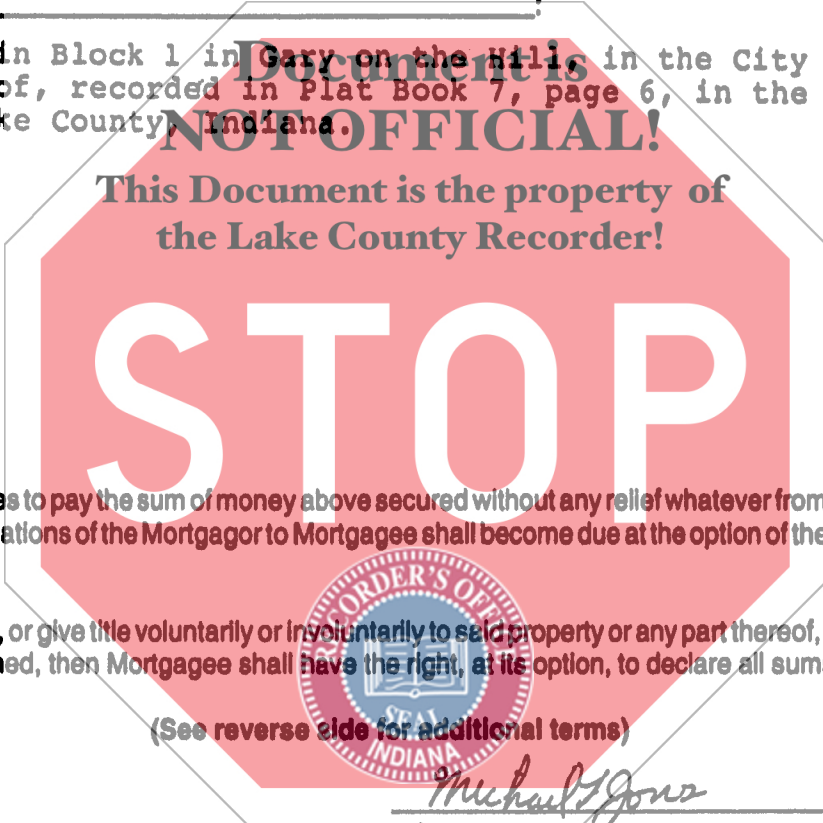 in Block 1 in Gary on the Hill, in the City
of, recorded in Plat Book 7, page 6, in the
ke County, Indiana.
Document is
NOT OFFICIAL!
This Document is the property of
the Lake County Recorder!
STOP
es to pay the sum of money above secured without any relief whatever from
ations of the Mortgagor to Mortgagee shall become due at the option of the
, or give title voluntarily or involuntarily to said property or any part thereof,
ed, then Mortgagee shall have the right, at its option, to declare all sum
RECORDER'S OFFICE
SEAL
INDIANA
(See reverse side for additional terms)